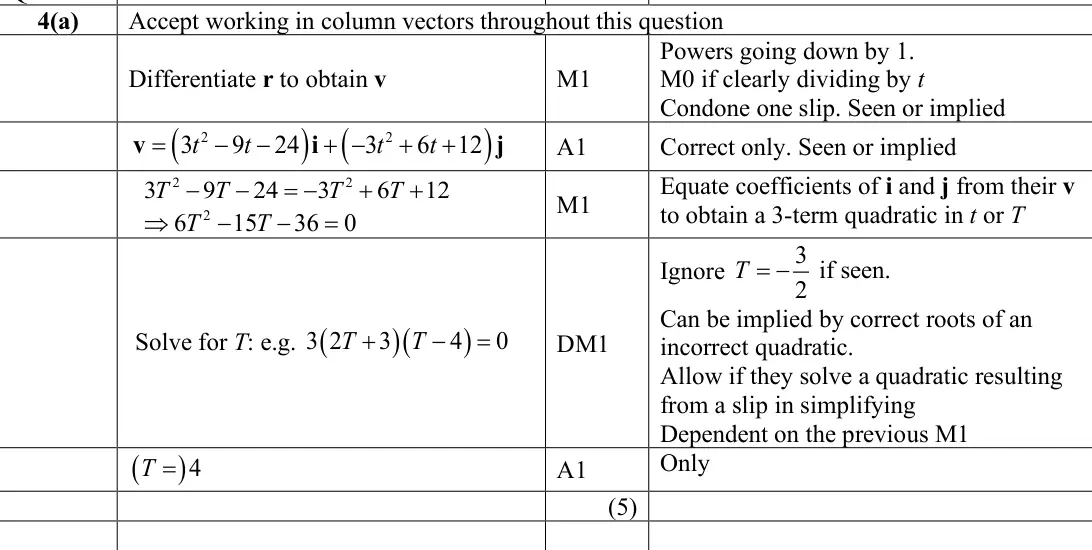 4(a) Accept working in column vectors throughout this question
Differentiate r to obtain v M1 Powers going down by 1.
M0 if clearly dividing by t
Condone one slip. Seen or implied
v = (3t² − 9t − 24)i + (−3t² + 6t + 12)j A1 Correct only. Seen or implied
3T² − 9T − 24 = −3T² + 6T + 12
⇒ 6T² − 15T − 36 = 0
M1
Equate coefficients of i and j from their v
to obtain a 3-term quadratic in t or T
Solve for T: e.g. 3(2T + 3)(T − 4) = 0 DM1
Ignore T = −3/2 if seen.
Can be implied by correct roots of an
incorrect quadratic.
Allow if they solve a quadratic resulting
from a slip in simplifying
Dependent on the previous M1
(T =)4 A1 Only
(5)